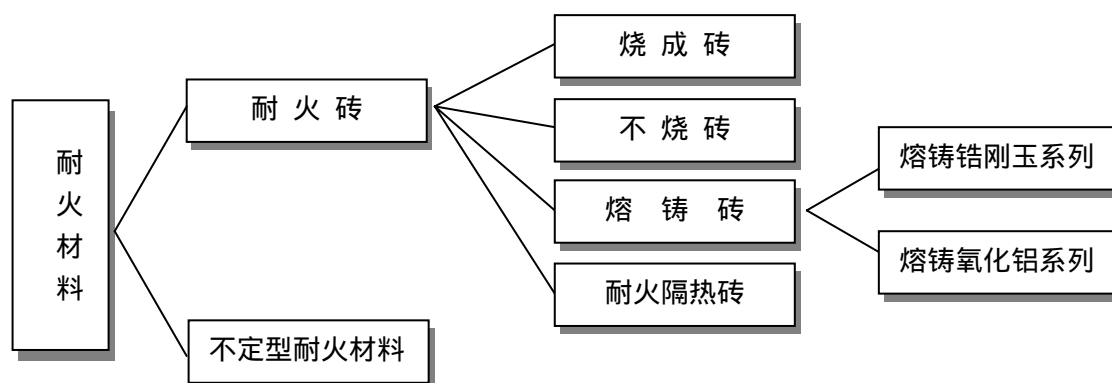 耐火材料
耐 火 砖
不定型耐火材料
烧 成 砖
不 烧 砖
熔 铸 砖
耐火隔热砖
熔铸锆刚玉系列
熔铸氧化铝系列